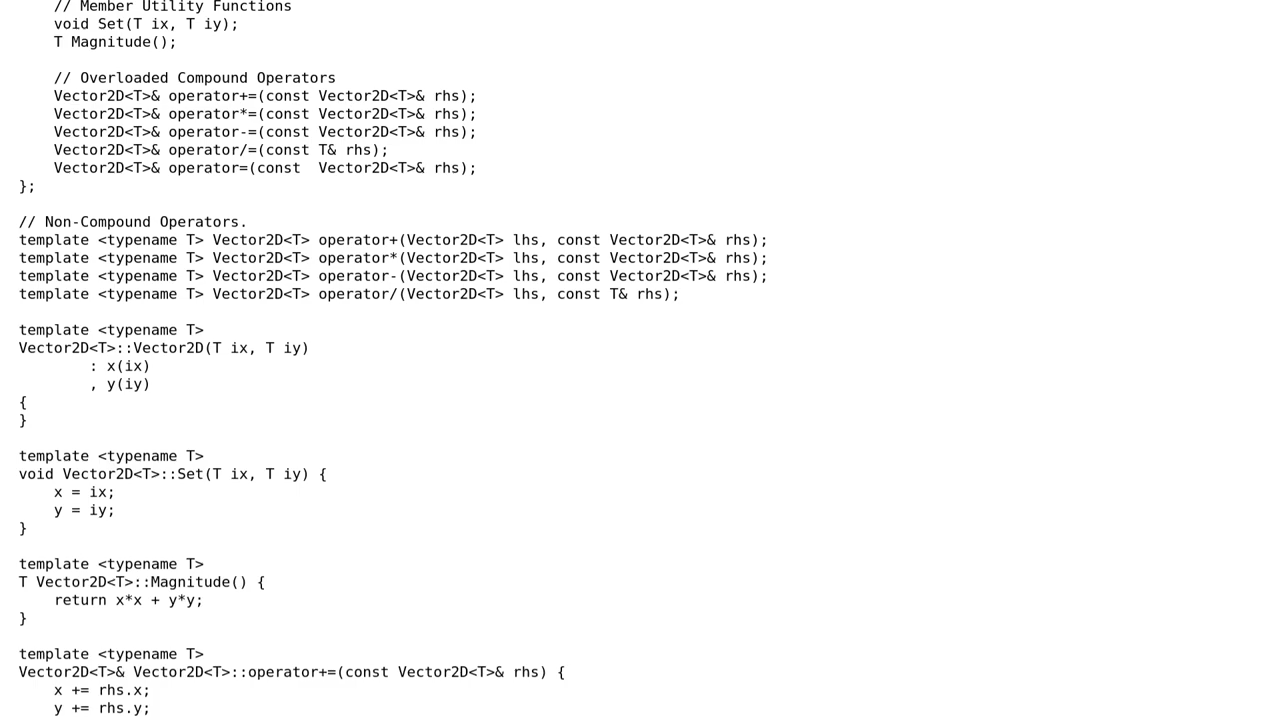 // Member Utility Functions
    void Set(T ix, T iy);
    T Magnitude();

    // Overloaded Compound Operators
    Vector2D<T>& operator+=(const Vector2D<T>& rhs);
    Vector2D<T>& operator*=(const Vector2D<T>& rhs);
    Vector2D<T>& operator-=(const Vector2D<T>& rhs);
    Vector2D<T>& operator/=(const T& rhs);
    Vector2D<T>& operator=(const  Vector2D<T>& rhs);
};

// Non-Compound Operators.
template <typename T> Vector2D<T> operator+(Vector2D<T> lhs, const Vector2D<T>& rhs);
template <typename T> Vector2D<T> operator*(Vector2D<T> lhs, const Vector2D<T>& rhs);
template <typename T> Vector2D<T> operator-(Vector2D<T> lhs, const Vector2D<T>& rhs);
template <typename T> Vector2D<T> operator/(Vector2D<T> lhs, const T& rhs);

template <typename T>
Vector2D<T>::Vector2D(T ix, T iy)
        : x(ix)
        , y(iy)
{
}

template <typename T>
void Vector2D<T>::Set(T ix, T iy) {
    x = ix;
    y = iy;
}

template <typename T>
T Vector2D<T>::Magnitude() {
    return x*x + y*y;
}

template <typename T>
Vector2D<T>& Vector2D<T>::operator+=(const Vector2D<T>& rhs) {
    x += rhs.x;
    y += rhs.y;